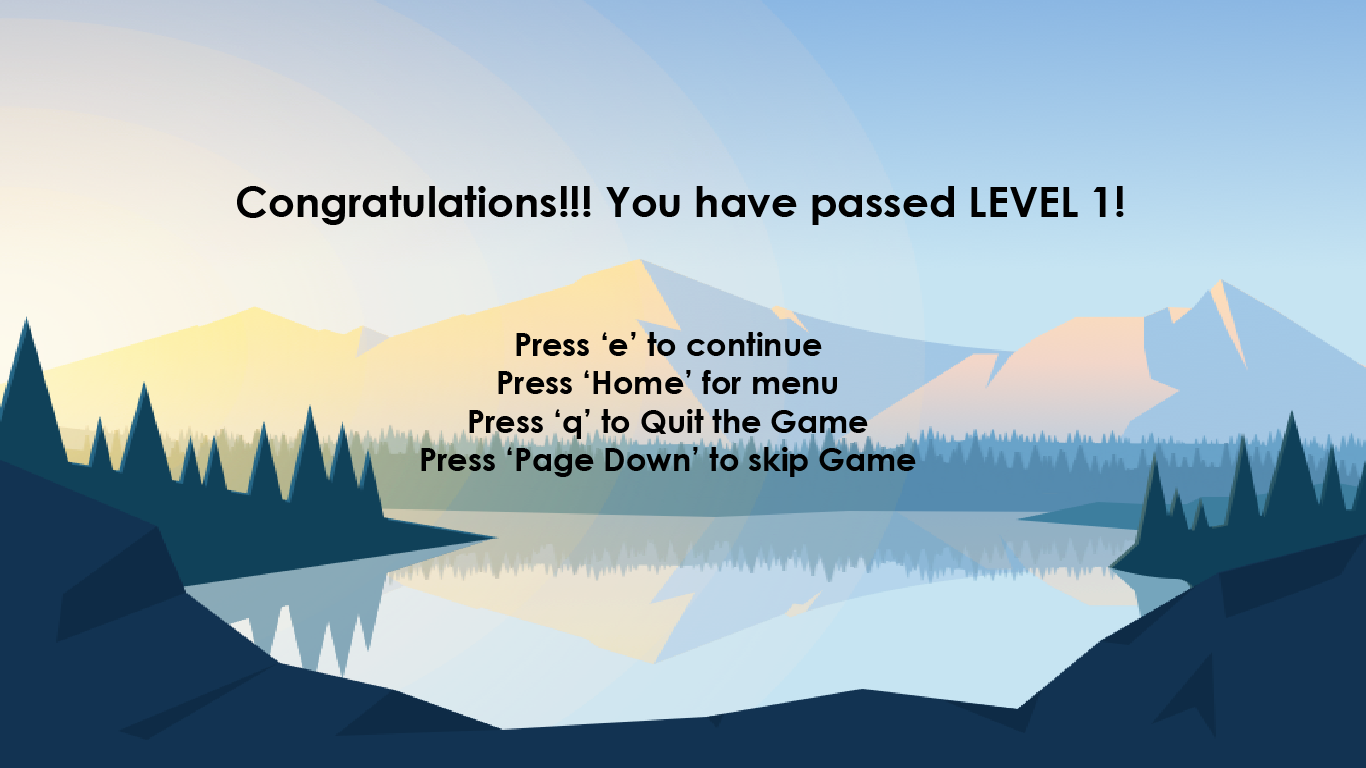 Congratulations!!! You have passed LEVEL 1!
Press ‘e’ to continue
Press ‘Home’ for menu
Press ‘q’ to Quit the Game
Press ‘Page Down’ to skip Game